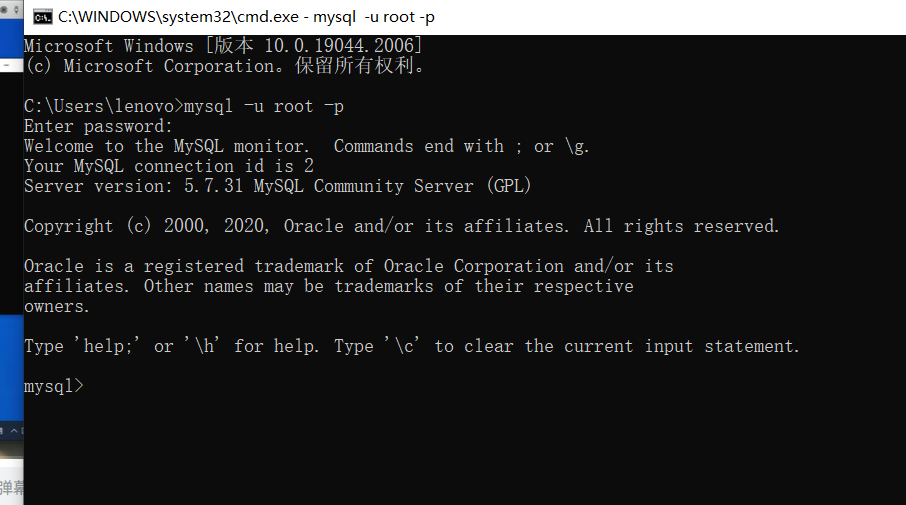 C:\WINDOWS\system32\cmd.exe - mysql  -u root -p
Microsoft Windows [版本 10.0.19044.2006]
(c) Microsoft Corporation。保留所有权利。
C:\Users\lenovo>mysql -u root -p
Enter password:
Welcome to the MySQL monitor.  Commands end with ; or \g.
Your MySQL connection id is 2
Server version: 5.7.31 MySQL Community Server (GPL)
Copyright (c) 2000, 2020, Oracle and/or its affiliates. All rights reserved.
Oracle is a registered trademark of Oracle Corporation and/or its
affiliates. Other names may be trademarks of their respective
owners.
Type 'help;' or '\h' for help. Type '\c' to clear the current input statement.
mysql>
弹幕